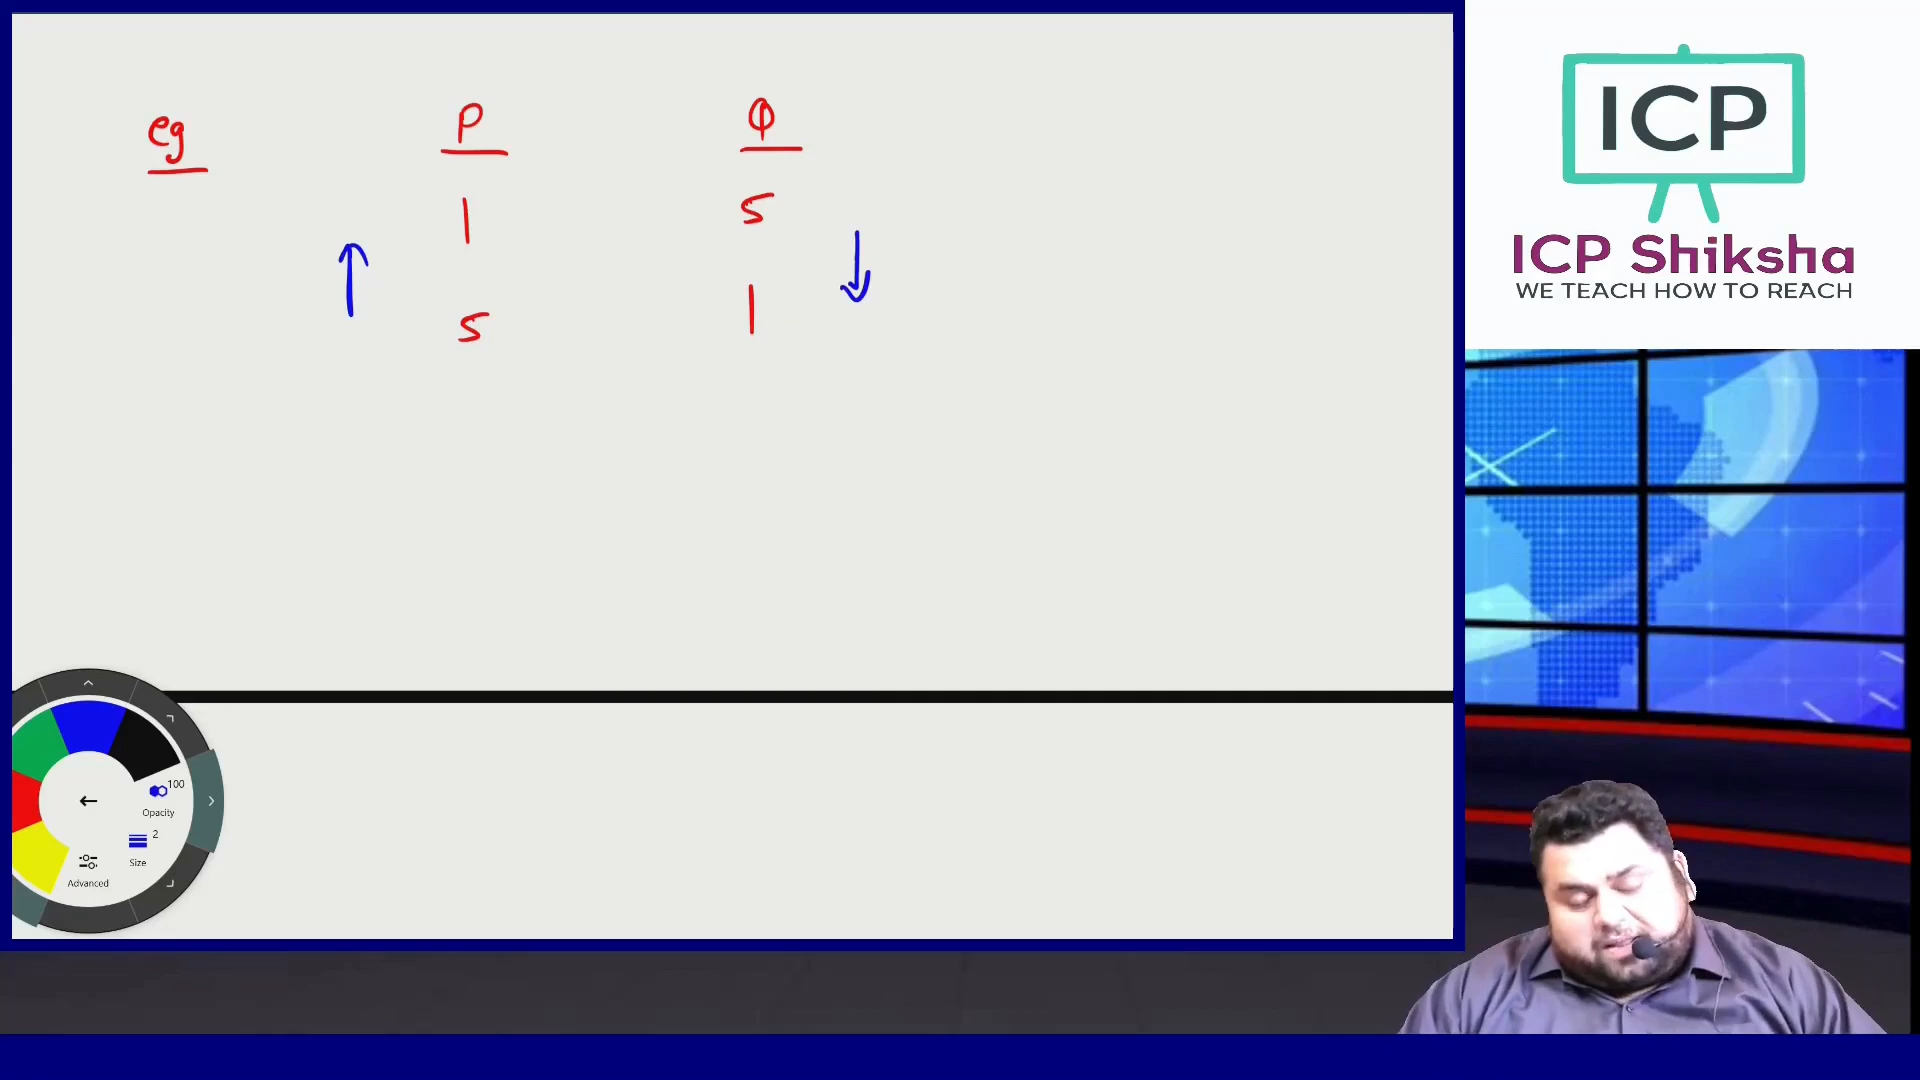 eg P Q
1 5
5 1
ICP
ICP Shiksha
WE TEACH HOW TO REACH
100
Opacity
2
Size
Advanced